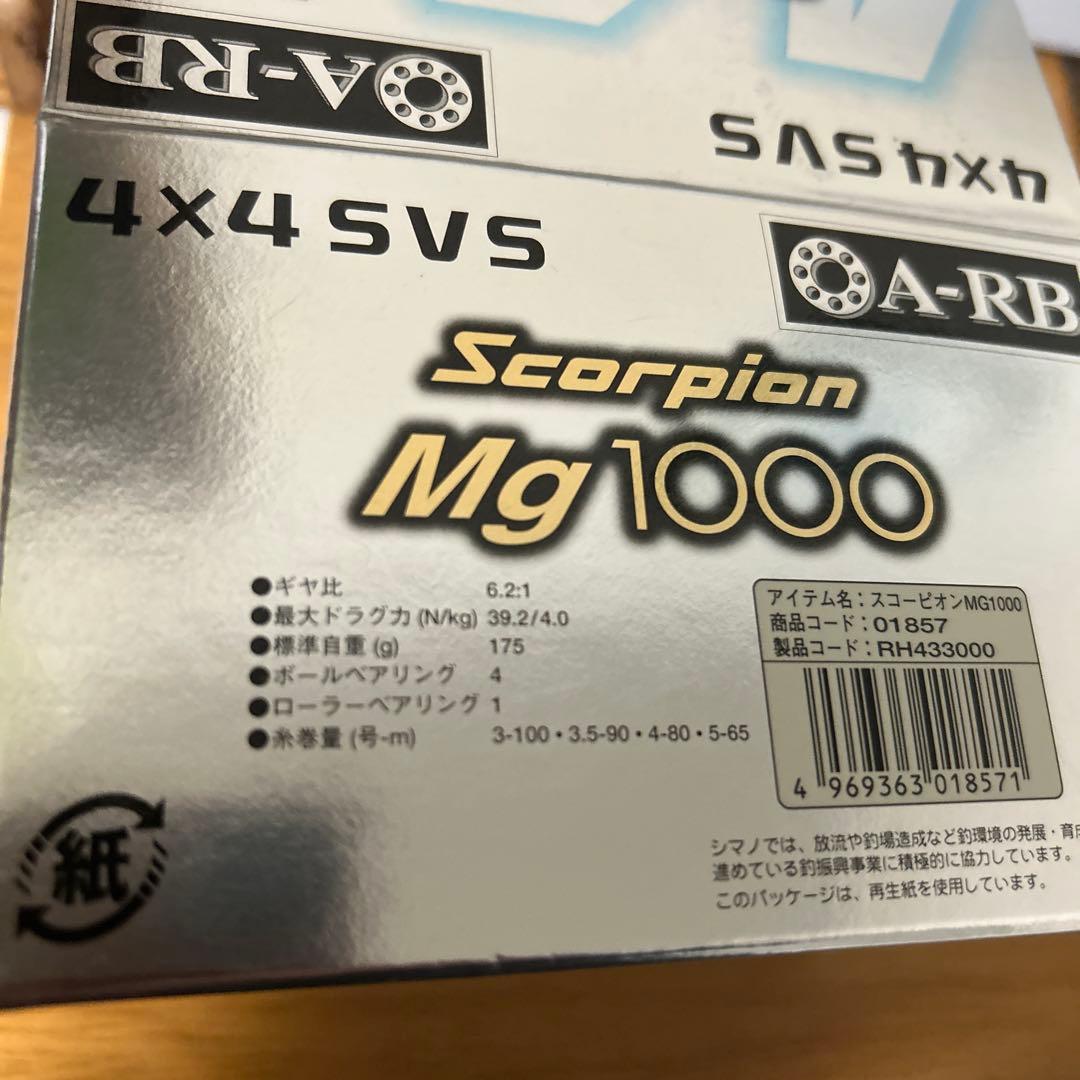 A-RB
4×4 SVS
4×4 SVS
A-RB
Scorpion
Mg1000
●ギヤ比 6.2:1
●最大ドラグ力 (N/kg) 39.2/4.0
●標準自重 (g) 175
●ボールベアリング 4
●ローラーベアリング 1
●糸巻量 (号-m) 3-100・3.5-90・4-80・5-65
アイテム名：スコーピオンMG1000
商品コード：01857
製品コード：RH433000
4 969363 018571
紙
シマノでは、放流や釣場造成など釣環境の発展・育
進めている釣振興事業に積極的に協力しています。
このパッケージは、再生紙を使用しています。